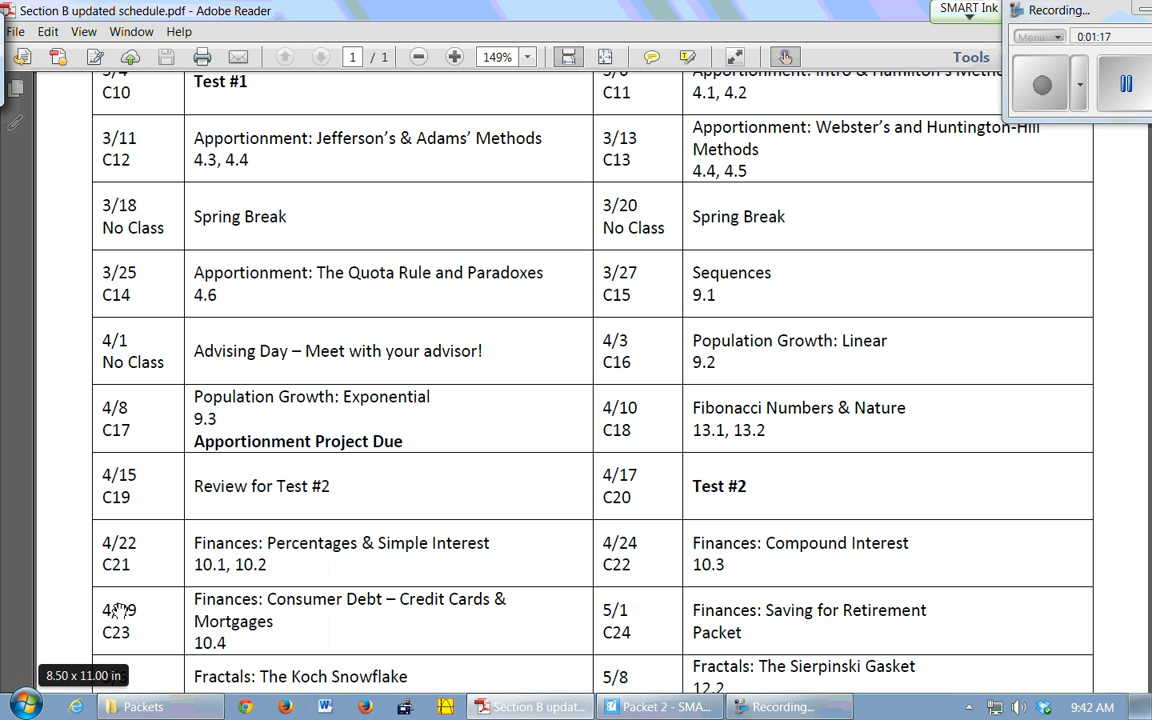 Section B updated schedule.pdf - Adobe Reader
SMART Ink
Recording...
File Edit View Window Help
Menu
0:01:17
1 / 1
149%
Tools
3/4
Test #1
Apportionment: Intro & Hamilton's
C10
C11
4.1, 4.2
3/11
C12
Apportionment: Jefferson's & Adams' Methods
4.3, 4.4
3/13
C13
Apportionment: Webster's and Huntington-Hill
Methods
4.4, 4.5
3/18
No Class
Spring Break
3/20
No Class
Spring Break
3/25
C14
Apportionment: The Quota Rule and Paradoxes
4.6
3/27
C15
Sequences
9.1
4/1
No Class
Advising Day – Meet with your advisor!
4/3
C16
Population Growth: Linear
9.2
4/8
C17
Population Growth: Exponential
9.3
Apportionment Project Due
4/10
C18
Fibonacci Numbers & Nature
13.1, 13.2
4/15
C19
Review for Test #2
4/17
C20
Test #2
4/22
C21
Finances: Percentages & Simple Interest
10.1, 10.2
4/24
C22
Finances: Compound Interest
10.3
C23
Finances: Consumer Debt – Credit Cards &
Mortgages
10.4
5/1
C24
Finances: Saving for Retirement
Packet
8.50 x 11.00 in
Fractals: The Koch Snowflake
5/8
Fractals: The Sierpinski Gasket
12.2
Packets
Section B updat...
Packet 2 - SMA...
Recording...
9:42 AM